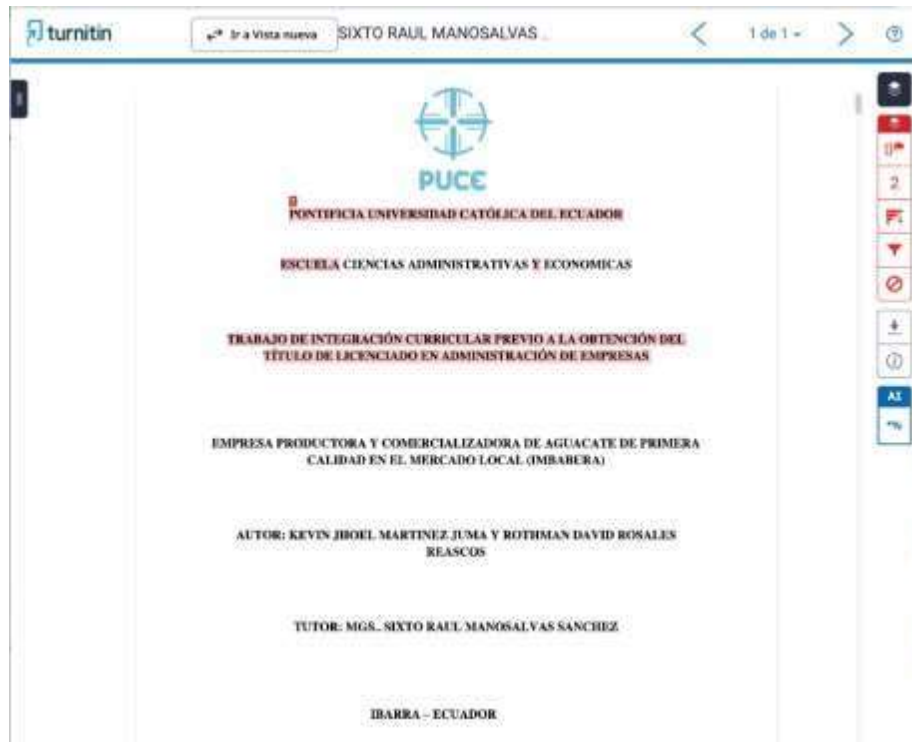 turnitin
Ir a Vista nueva
SIXTO RAUL MANOSALVAS ..
1 de 1
PUCE
PONTIFICIA UNIVERSIDAD CATÓLICA DEL ECUADOR
ESCUELA CIENCIAS ADMINISTRATIVAS Y ECONOMICAS
TRABAJO DE INTEGRACIÓN CURRICULAR PREVIO A LA OBTENCIÓN DEL
TÍTULO DE LICENCIADO EN ADMINISTRACIÓN DE EMPRESAS
EMPRESA PRODUCTORA Y COMERCIALIZADORA DE AGUACATE DE PRIMERA
CALIDAD EN EL MERCADO LOCAL (IMBABERA)
AUTOR: KEVIN JHOEL MARTINEZ JUMA Y ROTHMAN DAVID ROSALES
REASCOS
TUTOR: MGS.. SIXTO RAUL MANOSALVAS SANCHEZ
IBARRA – ECUADOR
2